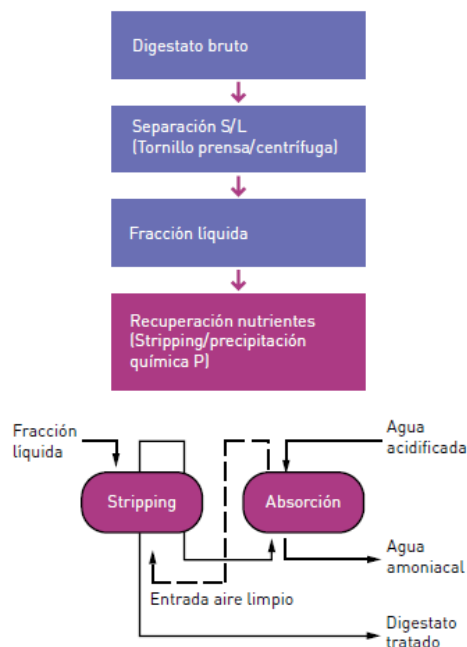 Digestato bruto
Separación S/L
(Tornillo prensa/centrífuga)
Fracción líquida
Recuperación nutrientes
(Stripping/precipitación
química P)
Fracción
líquida
Agua
acidificada
Stripping
Absorción
Agua
amoniacal
Entrada aire limpio
Digestato
tratado